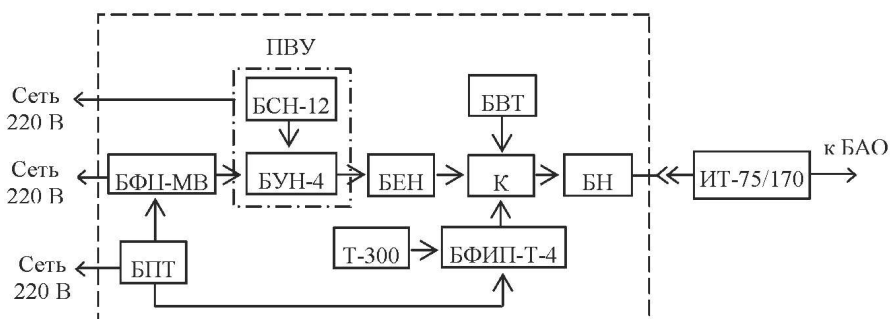 ПВУ
Сеть
220 В
БСН-12
БВТ
Сеть
220 В
БФЦ-МВ
БУН-4
БЕН
К
БН
ИТ-75/170
к БАО
Сеть
220 В
БПТ
Т-300
БФИП-Т-4